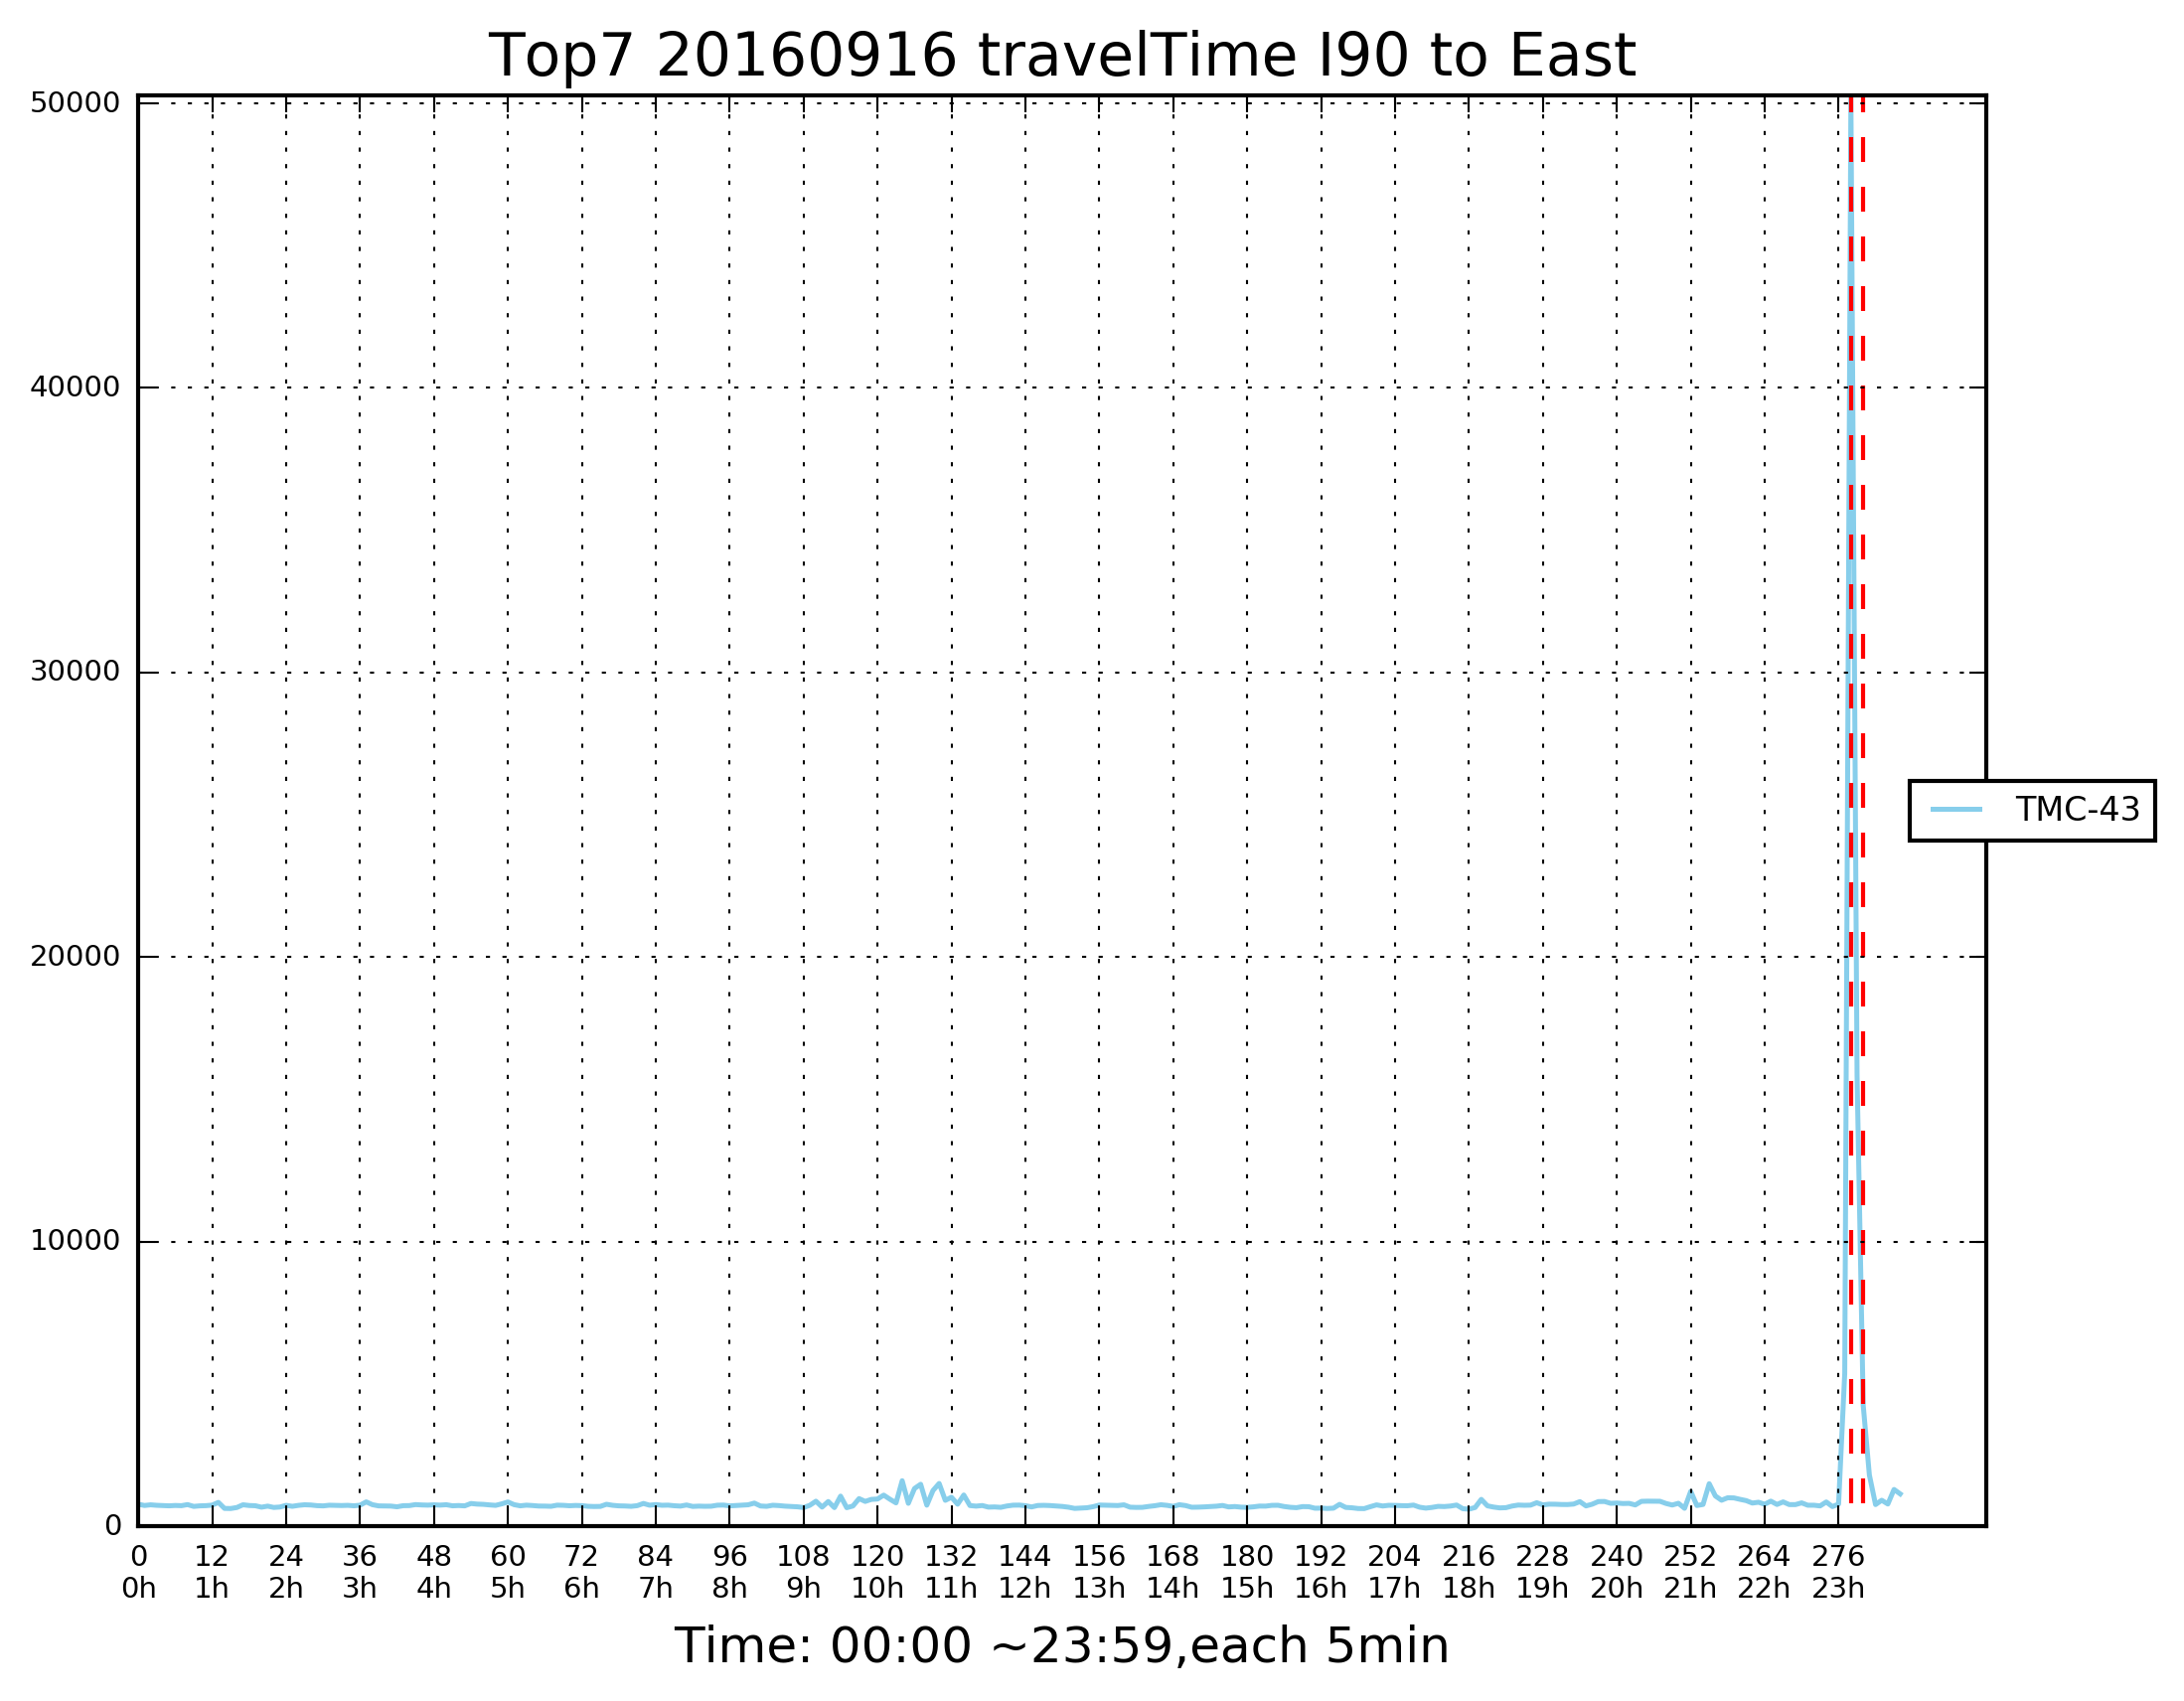 Top7 20160916 travelTime I90 to East
50000
40000
30000
20000
10000
0
TMC-43
0 12 24 36 48 60 72 84 96 108 120 132 144 156 168 180 192 204 216 228 240 252 264 276
0h 1h 2h 3h 4h 5h 6h 7h 8h 9h 10h 11h 12h 13h 14h 15h 16h 17h 18h 19h 20h 21h 22h 23h
Time: 00:00 ~23:59,each 5min